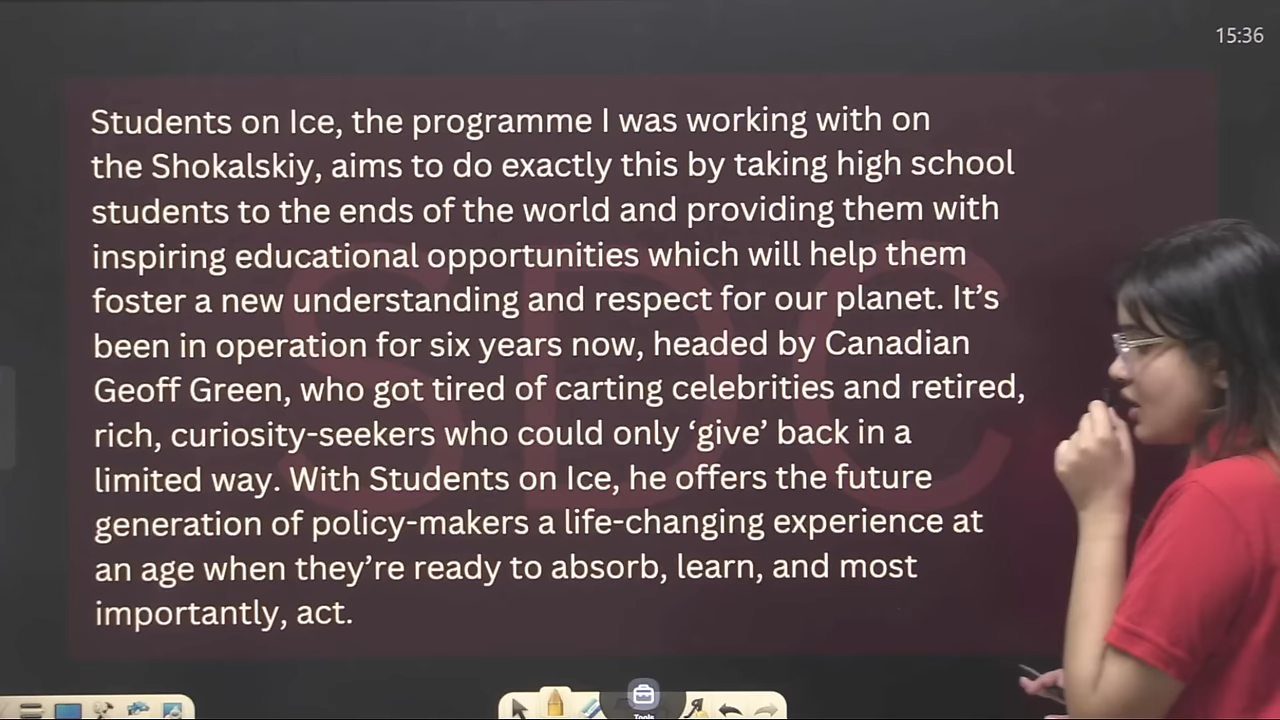 15:36
Students on Ice, the programme I was working with on
the Shokalskiy, aims to do exactly this by taking high school
students to the ends of the world and providing them with
inspiring educational opportunities which will help them
foster a new understanding and respect for our planet. It’s
been in operation for six years now, headed by Canadian
Geoff Green, who got tired of carting celebrities and retired,
rich, curiosity-seekers who could only ‘give’ back in a
limited way. With Students on Ice, he offers the future
generation of policy-makers a life-changing experience at
an age when they’re ready to absorb, learn, and most
importantly, act.
SDC
Tools